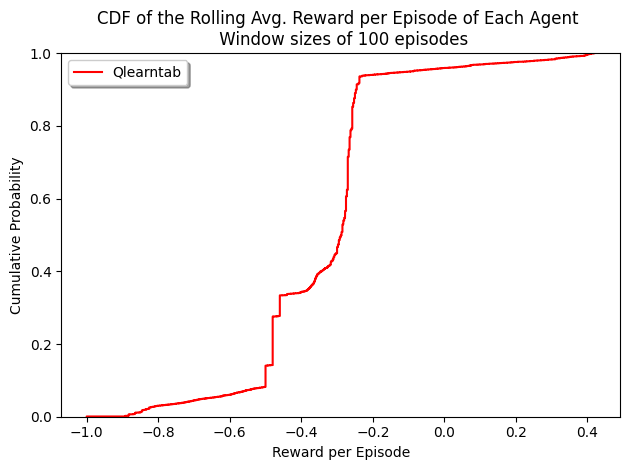 CDF of the Rolling Avg. Reward per Episode of Each Agent
Window sizes of 100 episodes
Qlearntab
1.0
0.8
0.6
0.4
0.2
0.0
Cumulative Probability
−1.0 −0.8 −0.6 −0.4 −0.2 0.0 0.2 0.4
Reward per Episode